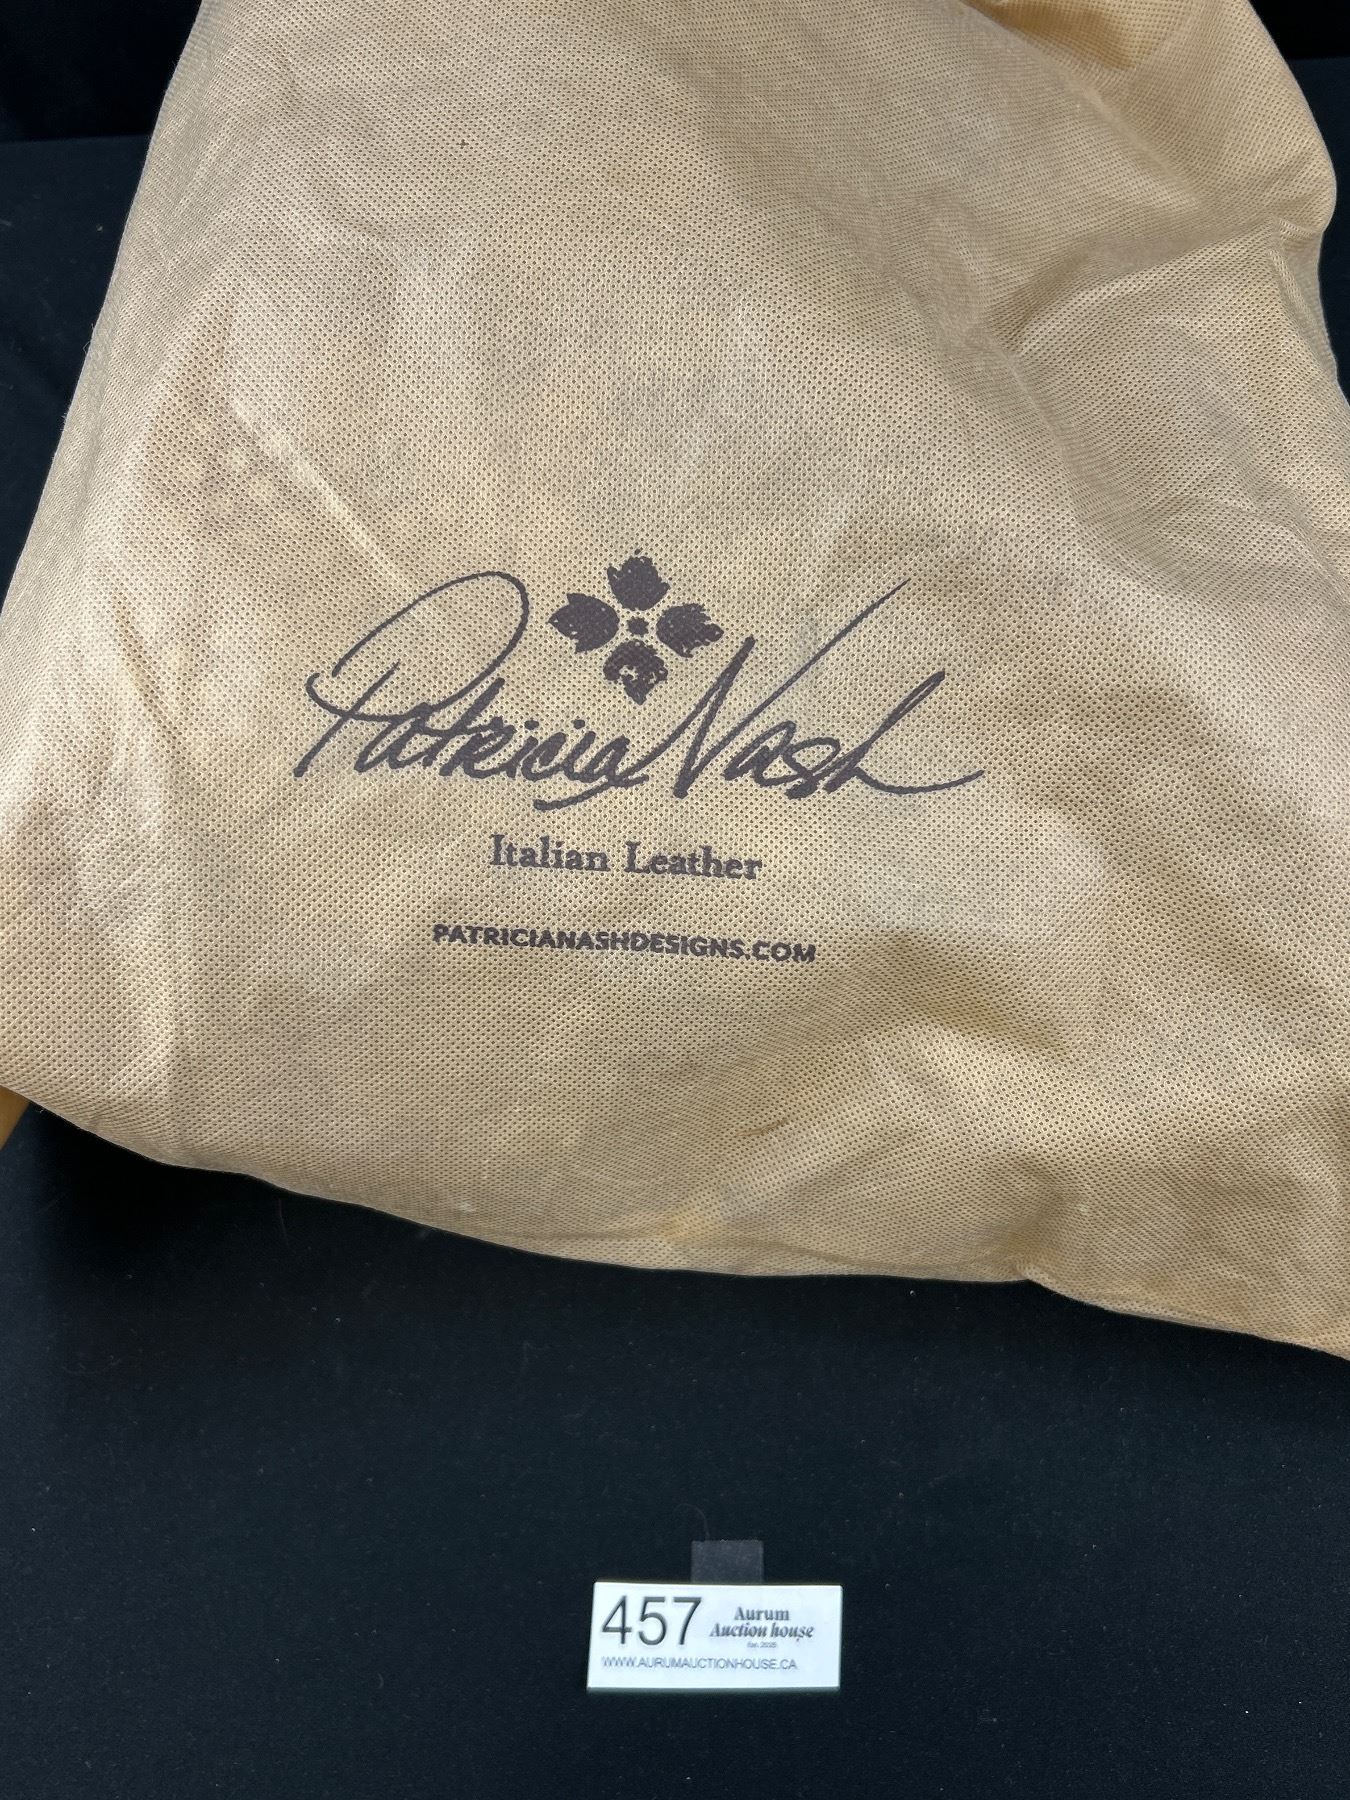 Patricia Nash
Italian Leather
PATRICIANASHDESIGNS.COM
457
Aurum
Auction house
WWW.AURUMAUCTIONHOUSE.CA